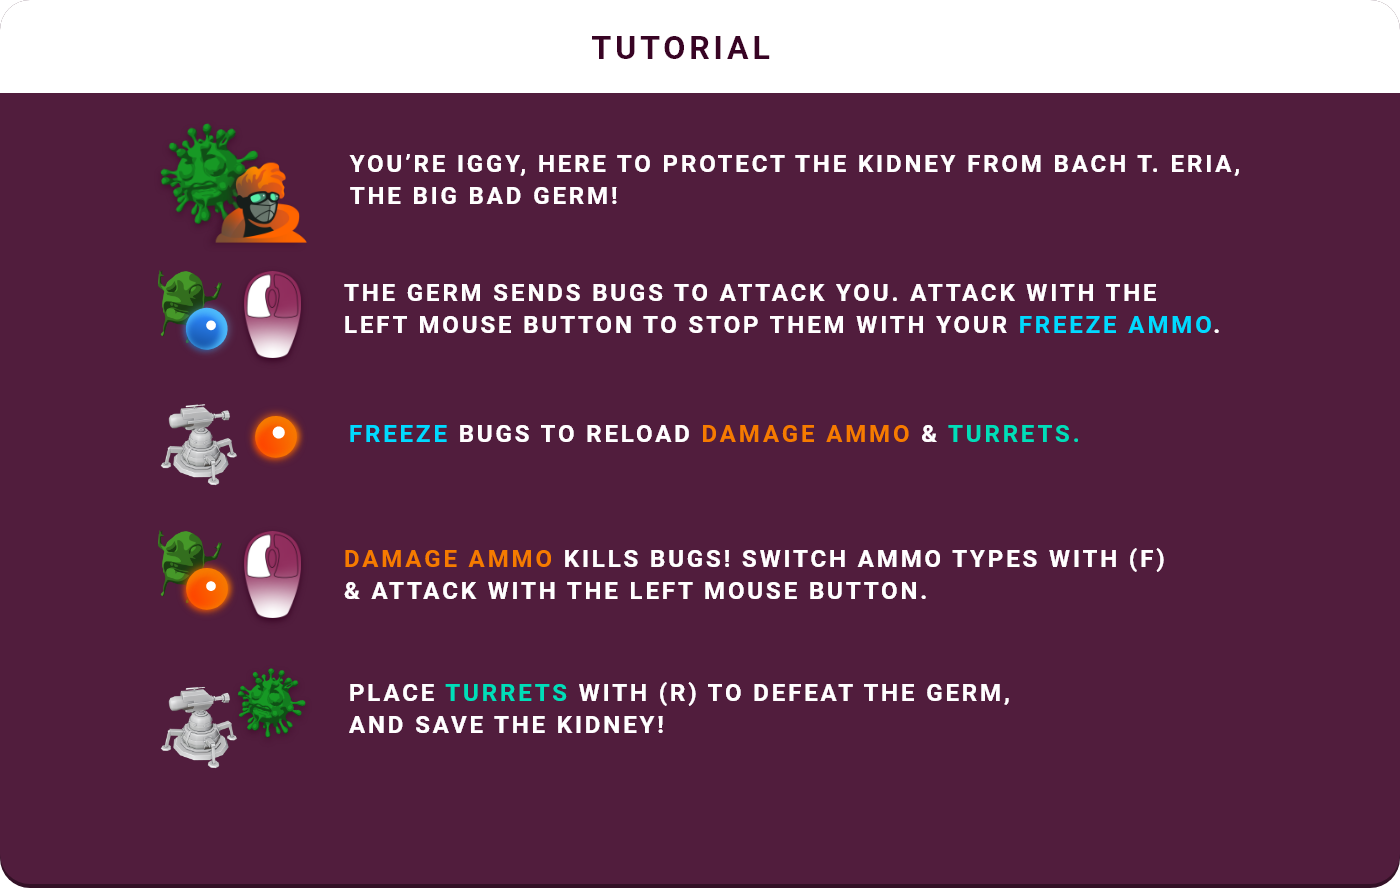 TUTORIAL
YOU’RE IGGY, HERE TO PROTECT THE KIDNEY FROM BACH T. ERIA,
THE BIG BAD GERM!
THE GERM SENDS BUGS TO ATTACK YOU. ATTACK WITH THE
LEFT MOUSE BUTTON TO STOP THEM WITH YOUR FREEZE AMMO.
FREEZE BUGS TO RELOAD DAMAGE AMMO & TURRETS.
DAMAGE AMMO KILLS BUGS! SWITCH AMMO TYPES WITH (F)
& ATTACK WITH THE LEFT MOUSE BUTTON.
PLACE TURRETS WITH (R) TO DEFEAT THE GERM,
AND SAVE THE KIDNEY!